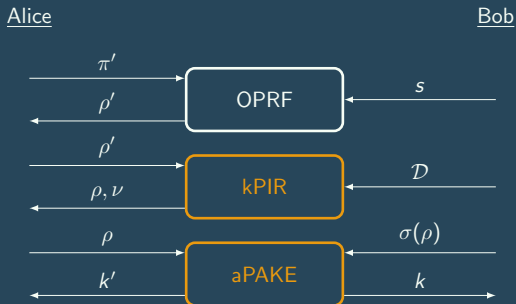 Alice Bob
π′
OPRF s
ρ′
ρ′
kPIR 𝒟
ρ, ν
ρ σ(ρ)
aPAKE
k′ k